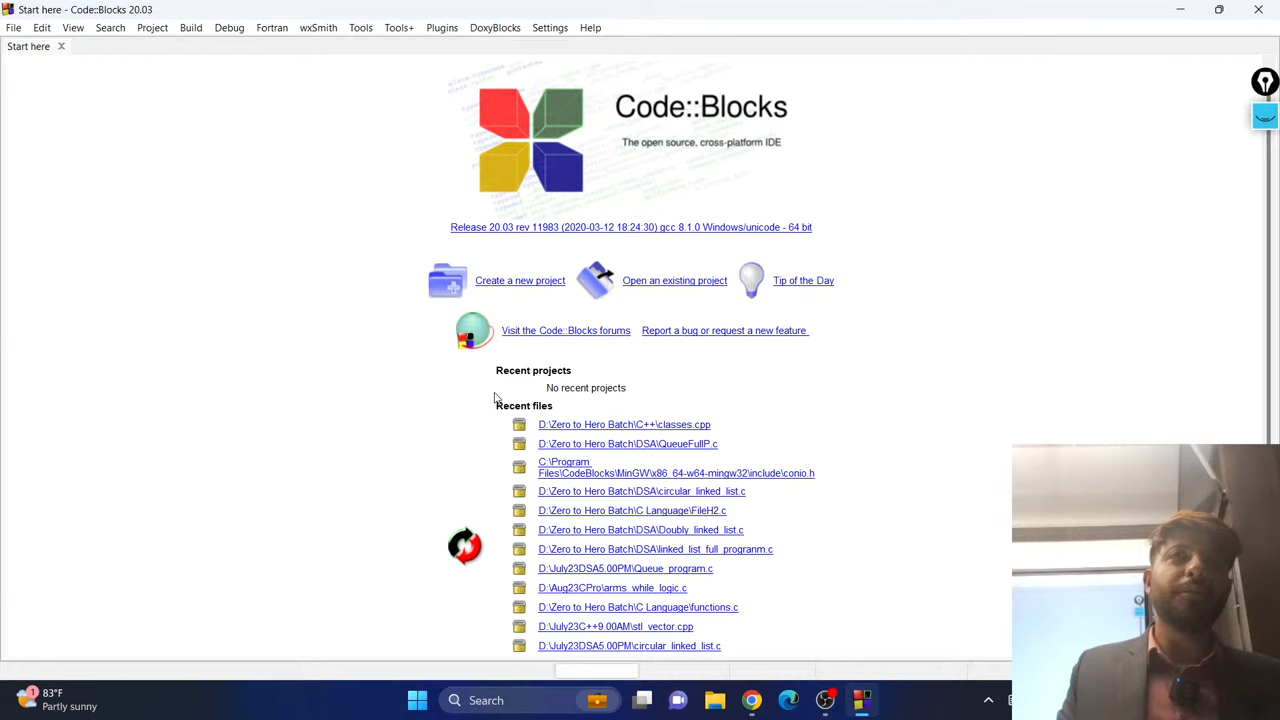 Start here - Code::Blocks 20.03
File Edit View Search Project Build Debug Fortran wxSmith Tools Tools+ Plugins DoxyBlocks Settings Help
Start here
Code::Blocks
The open source, cross-platform IDE
Release 20.03 rev 11983 (2020-03-12 18:24:30) gcc 8.1.0 Windows/unicode - 64 bit
Create a new project Open an existing project Tip of the Day
Visit the Code::Blocks forums Report a bug or request a new feature
Recent projects
No recent projects
Recent files
D:\Zero to Hero Batch\C++\classes.cpp
D:\Zero to Hero Batch\DSA\QueueFullP.c
C:\Program
Files\CodeBlocks\MinGW\x86_64-w64-mingw32\include\conio.h
D:\Zero to Hero Batch\DSA\circular_linked_list.c
D:\Zero to Hero Batch\C Language\FileH2.c
D:\Zero to Hero Batch\DSA\Doubly_linked_list.c
D:\Zero to Hero Batch\DSA\linked_list_full_programm.c
D:\July23DSA5.00PM\Queue_program.c
D:\Aug23CPro\arms_while_logic.c
D:\Zero to Hero Batch\C Language\functions.c
D:\July23C++9.00AM\stl_vector.cpp
D:\July23DSA5.00PM\circular_linked_list.c
1
83°F
Partly sunny
Search